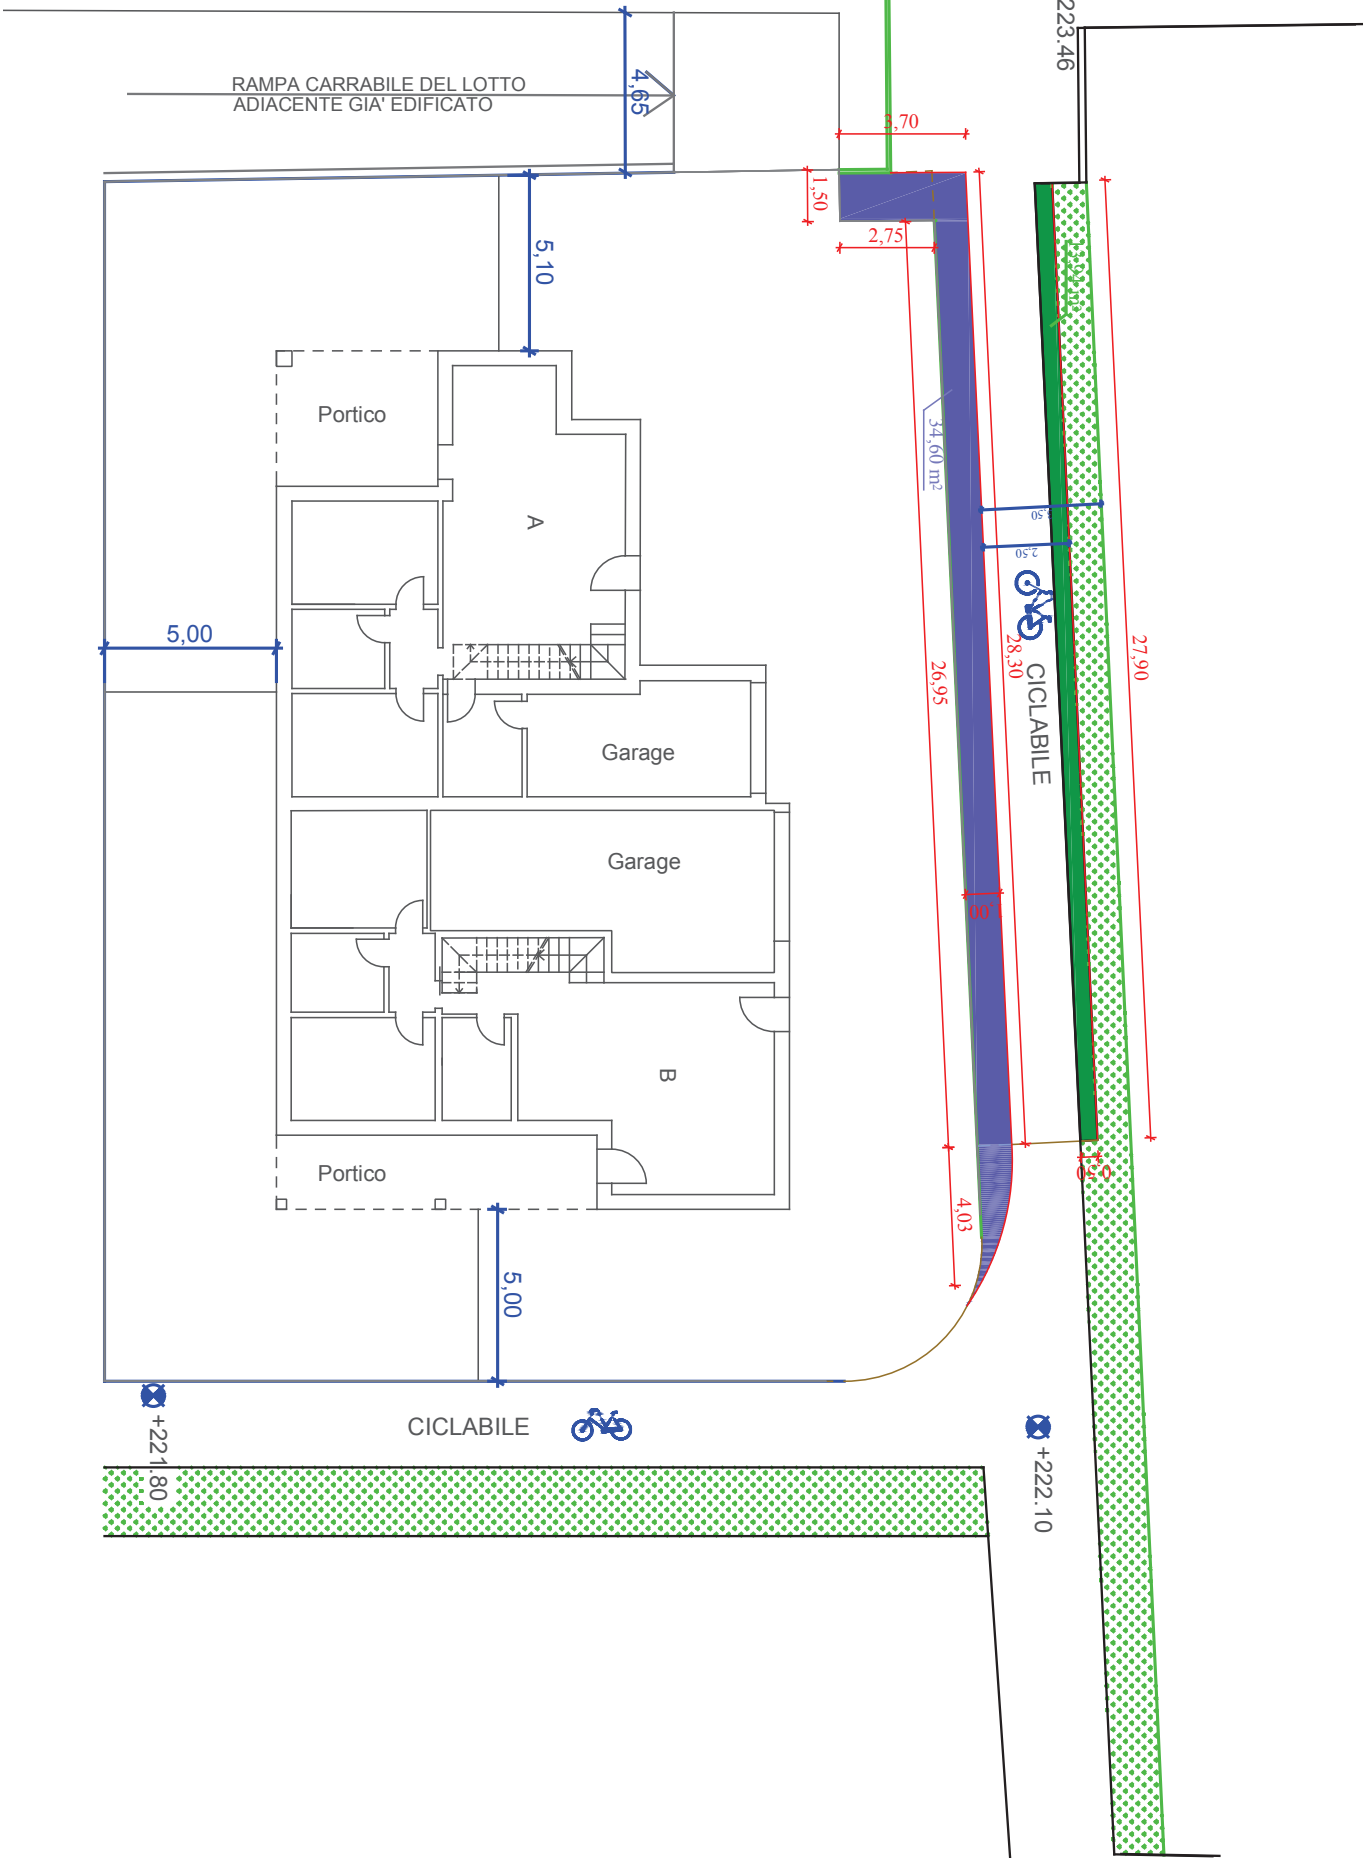 223.46
RAMPA CARRABILE DEL LOTTO
ADIACENTE GIA' EDIFICATO
4,65
3,70
1,50
2,75
5,10
Portico
34,60 m²
A
2,50
5,00
28,30
27,90
26,95
CICLABILE
Garage
Garage
B
Portico
0,50
4,03
5,00
+221.80
CICLABILE
+222.10